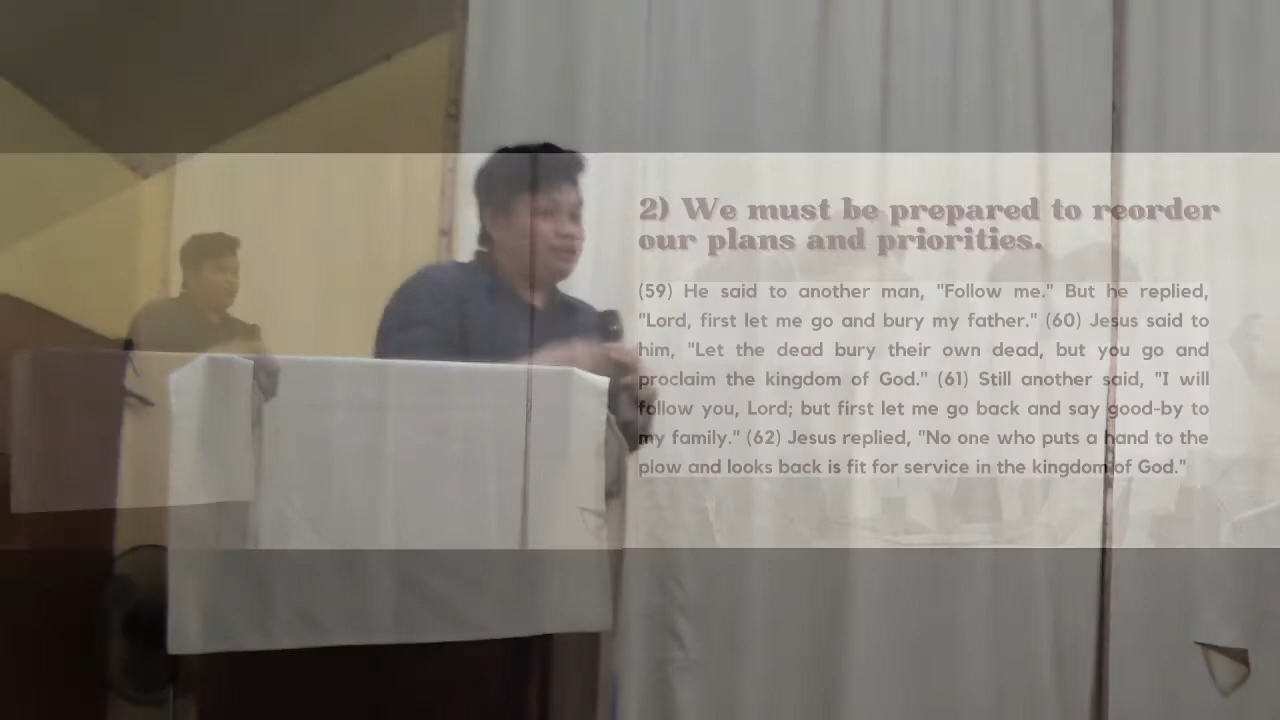 2) We must be prepared to reorder
our plans and priorities.
(59) He said to another man, "Follow me." But he replied,
"Lord, first let me go and bury my father." (60) Jesus said to
him, "Let the dead bury their own dead, but you go and
proclaim the kingdom of God." (61) Still another said, "I will
follow you, Lord; but first let me go back and say good-by to
my family." (62) Jesus replied, "No one who puts a hand to the
plow and looks back is fit for service in the kingdom of God."